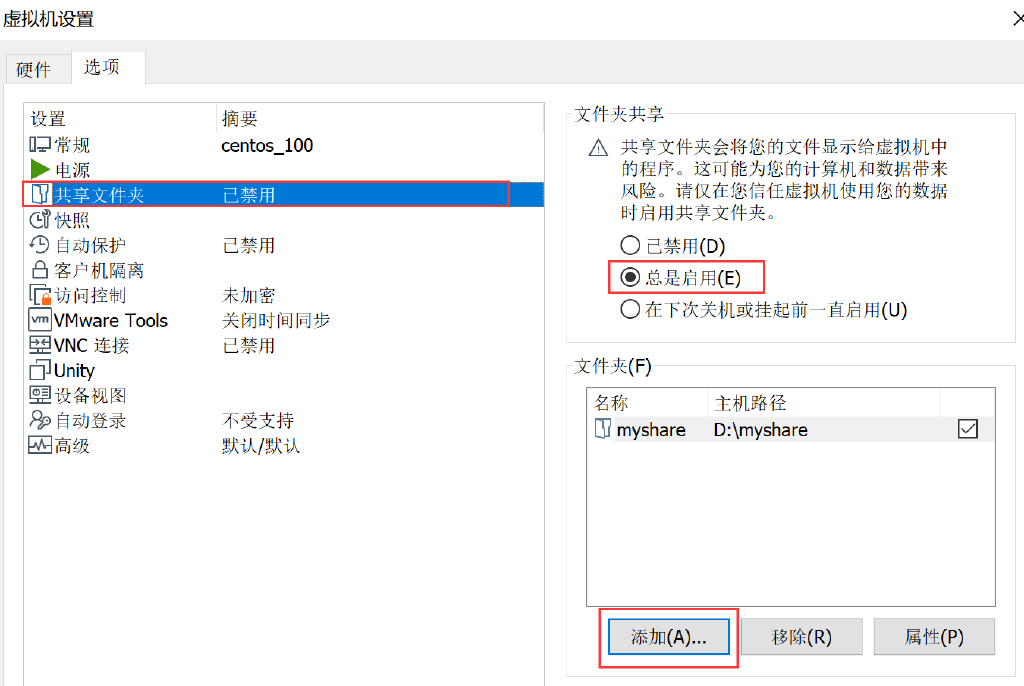 虚拟机设置
硬件 选项
设置 摘要
常规 centos_100
电源
共享文件夹 已禁用
快照
自动保护 已禁用
客户机隔离
访问控制 未加密
VMware Tools 关闭时间同步
VNC 连接 已禁用
Unity
设备视图
自动登录 不受支持
高级 默认/默认
文件夹共享
共享文件夹会将您的文件显示给虚拟机中
的程序。这可能为您的计算机和数据带来
风险。请仅在您信任虚拟机使用您的数据
时启用共享文件夹。
已禁用(D)
总是启用(E)
在下次关机或挂起前一直启用(U)
文件夹(F)
名称 主机路径
myshare D:\myshare
添加(A)... 移除(R) 属性(P)